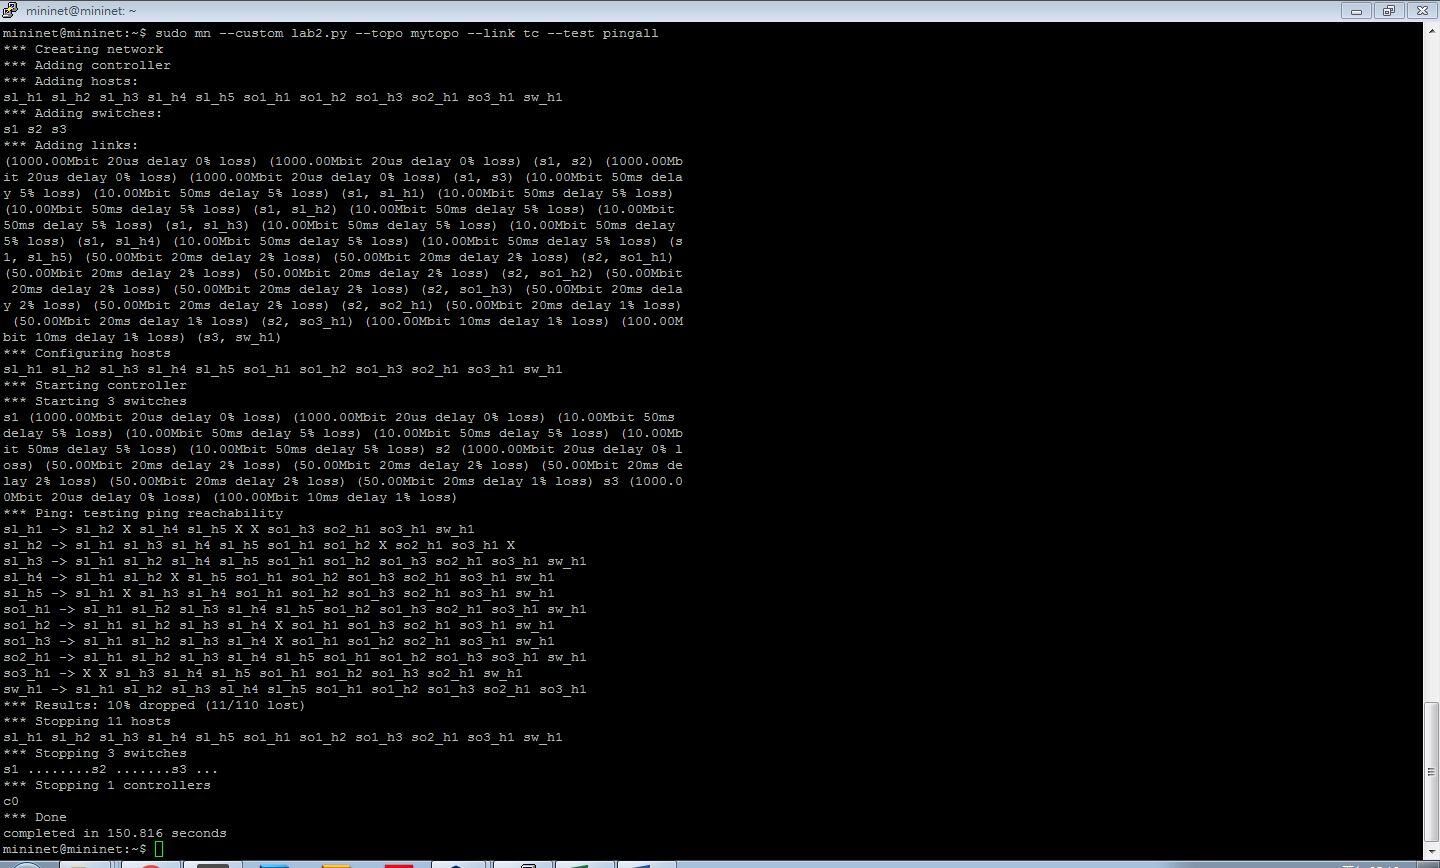 mininet@mininet: ~
mininet@mininet:~$ sudo mn --custom lab2.py --topo mytopo --link tc --test pingall
*** Creating network
*** Adding controller
*** Adding hosts:
sl_h1 sl_h2 sl_h3 sl_h4 sl_h5 so1_h1 so1_h2 so1_h3 so2_h1 so3_h1 sw_h1
*** Adding switches:
s1 s2 s3
*** Adding links:
(1000.00Mbit 20us delay 0% loss) (1000.00Mbit 20us delay 0% loss) (s1, s2) (1000.00Mb
it 20us delay 0% loss) (1000.00Mbit 20us delay 0% loss) (s1, s3) (10.00Mbit 50ms dela
y 5% loss) (10.00Mbit 50ms delay 5% loss) (s1, sl_h1) (10.00Mbit 50ms delay 5% loss)
(10.00Mbit 50ms delay 5% loss) (s1, sl_h2) (10.00Mbit 50ms delay 5% loss) (10.00Mbit
50ms delay 5% loss) (s1, sl_h3) (10.00Mbit 50ms delay 5% loss) (10.00Mbit 50ms delay
5% loss) (s1, sl_h4) (10.00Mbit 50ms delay 5% loss) (10.00Mbit 50ms delay 5% loss) (s
1, sl_h5) (50.00Mbit 20ms delay 2% loss) (50.00Mbit 20ms delay 2% loss) (s2, so1_h1)
(50.00Mbit 20ms delay 2% loss) (50.00Mbit 20ms delay 2% loss) (s2, so1_h2) (50.00Mbit
 20ms delay 2% loss) (50.00Mbit 20ms delay 2% loss) (s2, so1_h3) (50.00Mbit 20ms dela
y 2% loss) (50.00Mbit 20ms delay 2% loss) (s2, so2_h1) (50.00Mbit 20ms delay 1% loss)
 (50.00Mbit 20ms delay 1% loss) (s2, so3_h1) (100.00Mbit 10ms delay 1% loss) (100.00M
bit 10ms delay 1% loss) (s3, sw_h1)
*** Configuring hosts
sl_h1 sl_h2 sl_h3 sl_h4 sl_h5 so1_h1 so1_h2 so1_h3 so2_h1 so3_h1 sw_h1
*** Starting controller
*** Starting 3 switches
s1 (1000.00Mbit 20us delay 0% loss) (1000.00Mbit 20us delay 0% loss) (10.00Mbit 50ms
delay 5% loss) (10.00Mbit 50ms delay 5% loss) (10.00Mbit 50ms delay 5% loss) (10.00Mb
it 50ms delay 5% loss) (10.00Mbit 50ms delay 5% loss) s2 (1000.00Mbit 20us delay 0% l
oss) (50.00Mbit 20ms delay 2% loss) (50.00Mbit 20ms delay 2% loss) (50.00Mbit 20ms de
lay 2% loss) (50.00Mbit 20ms delay 2% loss) (50.00Mbit 20ms delay 1% loss) s3 (1000.0
0Mbit 20us delay 0% loss) (100.00Mbit 10ms delay 1% loss)
*** Ping: testing ping reachability
sl_h1 -> sl_h2 X sl_h4 sl_h5 X X so1_h3 so2_h1 so3_h1 sw_h1
sl_h2 -> sl_h1 sl_h3 sl_h4 sl_h5 so1_h1 so1_h2 X so2_h1 so3_h1 X
sl_h3 -> sl_h1 sl_h2 sl_h4 sl_h5 so1_h1 so1_h2 so1_h3 so2_h1 so3_h1 sw_h1
sl_h4 -> sl_h1 sl_h2 X sl_h5 so1_h1 so1_h2 so1_h3 so2_h1 so3_h1 sw_h1
sl_h5 -> sl_h1 X sl_h3 sl_h4 so1_h1 so1_h2 so1_h3 so2_h1 so3_h1 sw_h1
so1_h1 -> sl_h1 sl_h2 sl_h3 sl_h4 sl_h5 so1_h2 so1_h3 so2_h1 so3_h1 sw_h1
so1_h2 -> sl_h1 sl_h2 sl_h3 sl_h4 X so1_h1 so1_h3 so2_h1 so3_h1 sw_h1
so1_h3 -> sl_h1 sl_h2 sl_h3 sl_h4 X so1_h1 so1_h2 so2_h1 so3_h1 sw_h1
so2_h1 -> sl_h1 sl_h2 sl_h3 sl_h4 sl_h5 so1_h1 so1_h2 so1_h3 so3_h1 sw_h1
so3_h1 -> X X sl_h3 sl_h4 sl_h5 so1_h1 so1_h2 so1_h3 so2_h1 sw_h1
sw_h1 -> sl_h1 sl_h2 sl_h3 sl_h4 sl_h5 so1_h1 so1_h2 so1_h3 so2_h1 so3_h1
*** Results: 10% dropped (11/110 lost)
*** Stopping 11 hosts
sl_h1 sl_h2 sl_h3 sl_h4 sl_h5 so1_h1 so1_h2 so1_h3 so2_h1 so3_h1 sw_h1
*** Stopping 3 switches
s1 ........s2 .......s3 ...
*** Stopping 1 controllers
c0
*** Done
completed in 150.816 seconds
mininet@mininet:~$